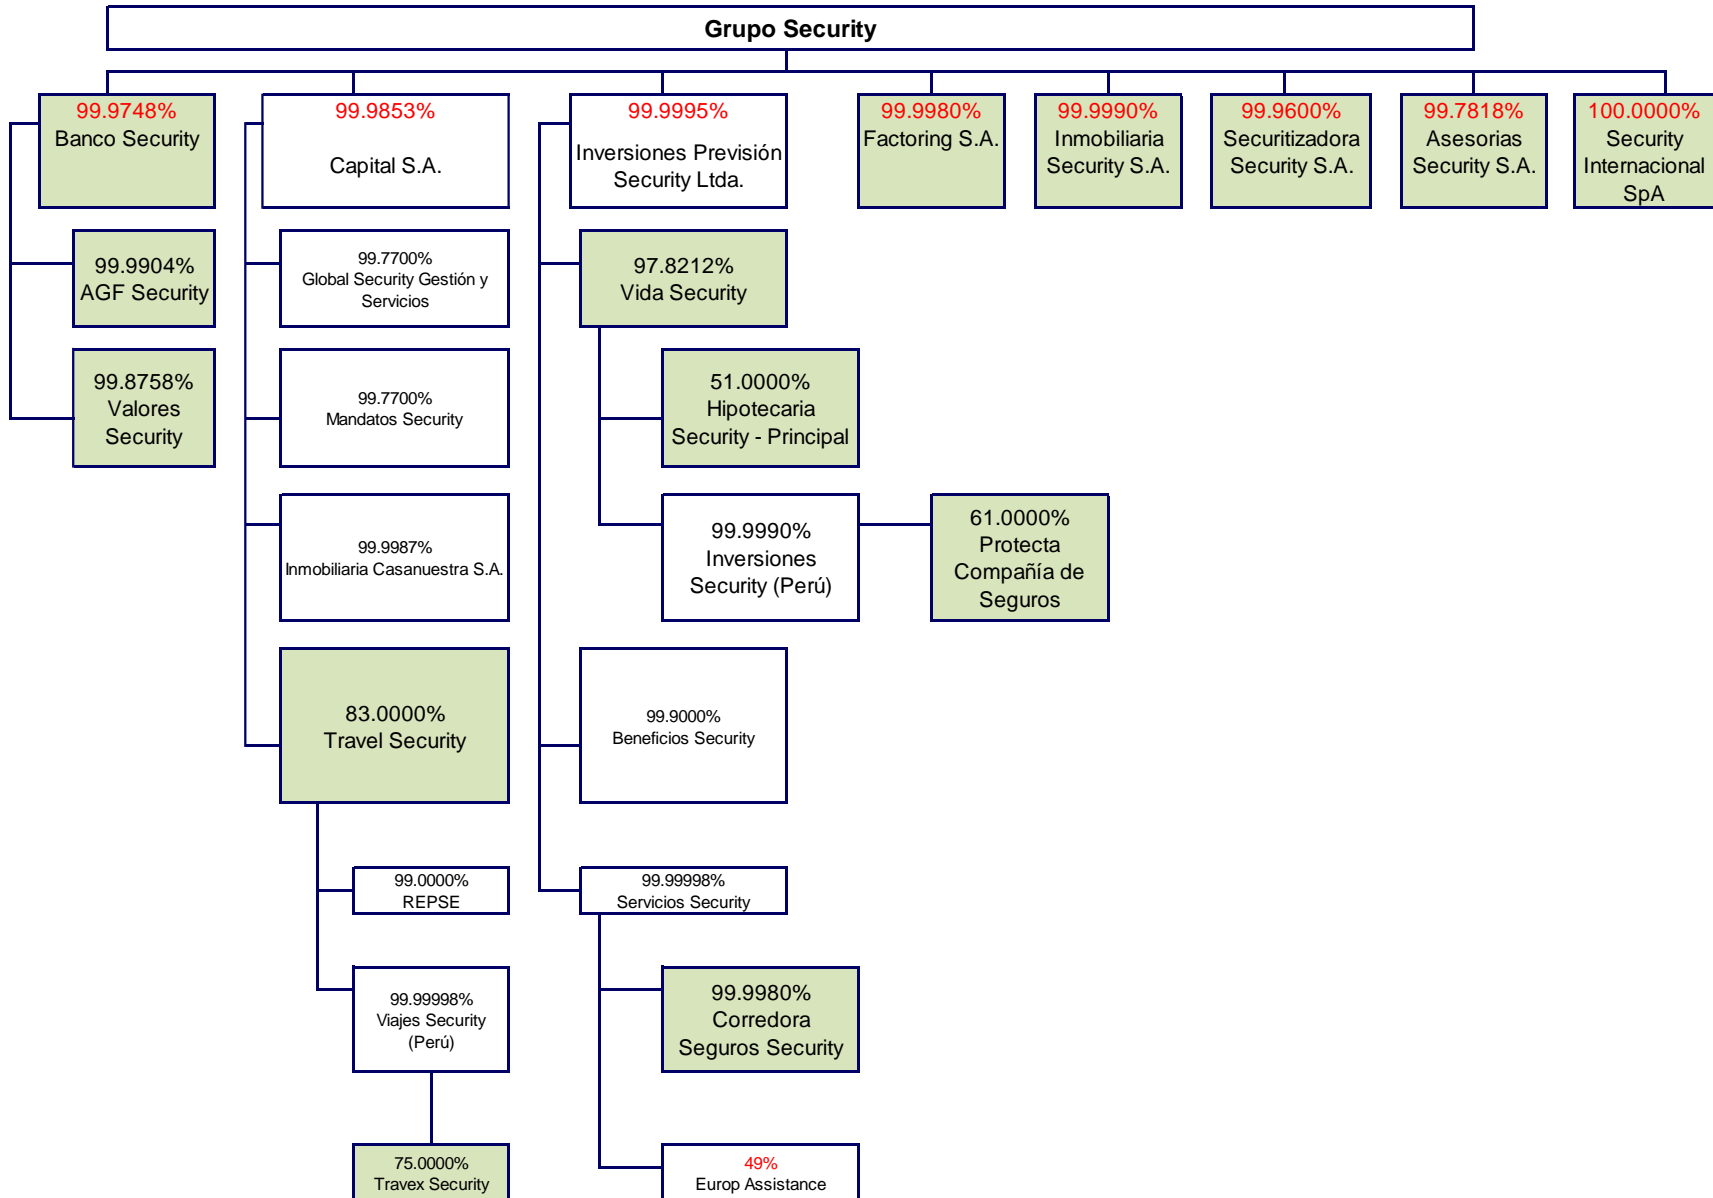 Grupo Security
99.9748%
Banco Security
99.9853%
Capital S.A.
99.9995%
Inversiones Previsión
Security Ltda.
99.9980%
Factoring S.A.
99.9990%
Inmobiliaria
Security S.A.
99.9600%
Securitizadora
Security S.A.
99.7818%
Asesorias
Security S.A.
100.0000%
Security
Internacional
SpA
99.9904%
AGF Security
99.8758%
Valores
Security
99.7700%
Global Security Gestión y
Servicios
99.7700%
Mandatos Security
99.9987%
Inmobiliaria Casanuestra S.A.
83.0000%
Travel Security
99.0000%
REPSE
99.99998%
Viajes Security
(Perú)
75.0000%
Travex Security
97.8212%
Vida Security
51.0000%
Hipotecaria
Security - Principal
99.9990%
Inversiones
Security (Perú)
61.0000%
Protecta
Compañía de
Seguros
99.9000%
Beneficios Security
99.99998%
Servicios Security
99.9980%
Corredora
Seguros Security
49%
Europ Assistance